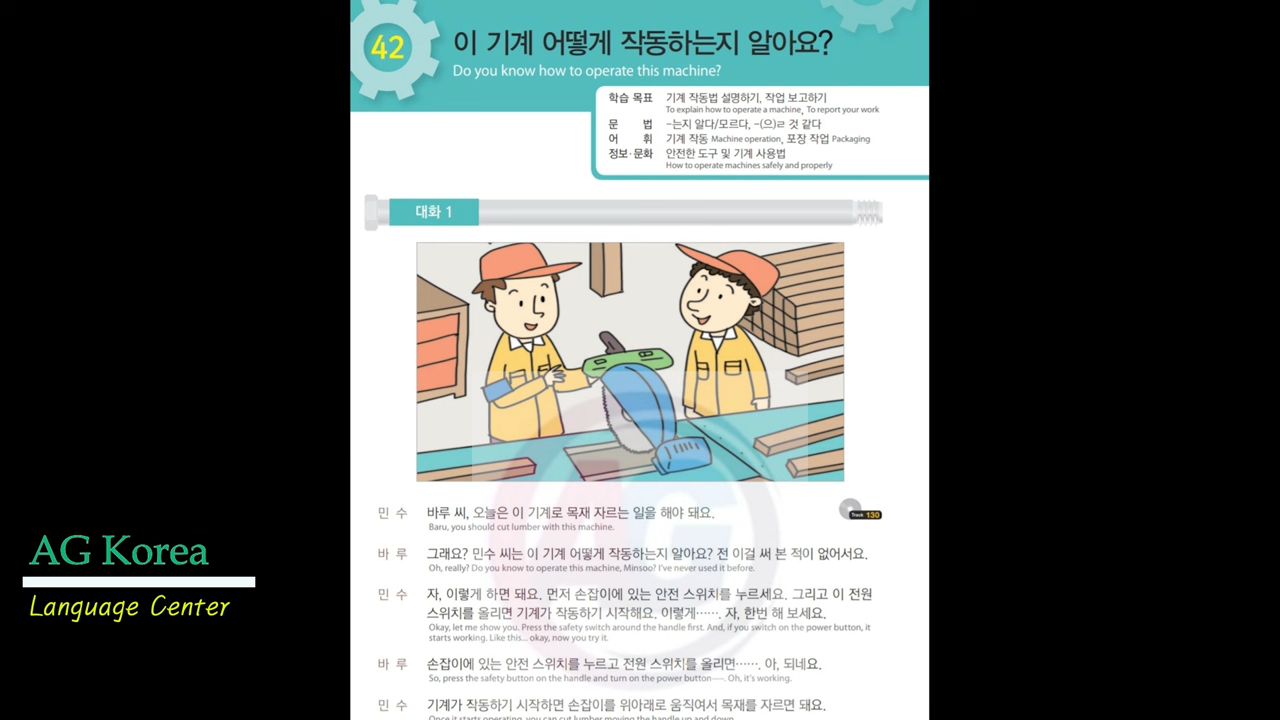 42
이 기계 어떻게 작동하는지 알아요?
Do you know how to operate this machine?
학습 목표 기계 작동법 설명하기, 작업 보고하기
To explain how to operate a machine, To report your work
문 법 -는지 알다/모르다, -(으)ㄹ 것 같다
어 휘 기계 작동 Machine operation, 포장 작업 Packaging
정보·문화 안전한 도구 및 기계 사용법
How to operate machines safely and properly
대화 1
민 수 바루 씨, 오늘은 이 기계로 목재 자르는 일을 해야 돼요.
Track 130
Baru, you should cut lumber with this machine.
바 루 그래요? 민수 씨는 이 기계 어떻게 작동하는지 알아요? 전 이걸 써 본 적이 없어서요.
Oh, really? Do you know to operate this machine, Minsoo? I've never used it before.
민 수 자, 이렇게 하면 돼요. 먼저 손잡이에 있는 안전 스위치를 누르세요. 그리고 이 전원
스위치를 올리면 기계가 작동하기 시작해요. 이렇게……. 자, 한번 해 보세요.
Okay, let me show you. Press the safety switch around the handle first. And, if you switch on the power button, it
starts working. Like this... okay, now you try it.
바 루 손잡이에 있는 안전 스위치를 누르고 전원 스위치를 올리면……. 아, 되네요.
So, press the safety button on the handle and turn on the power button-----. Oh, it's working.
민 수 기계가 작동하기 시작하면 손잡이를 위아래로 움직여서 목재를 자르면 돼요.
Once it starts operating, you can cut lumber moving the handle up and down.
AG Korea
Language Center
AG